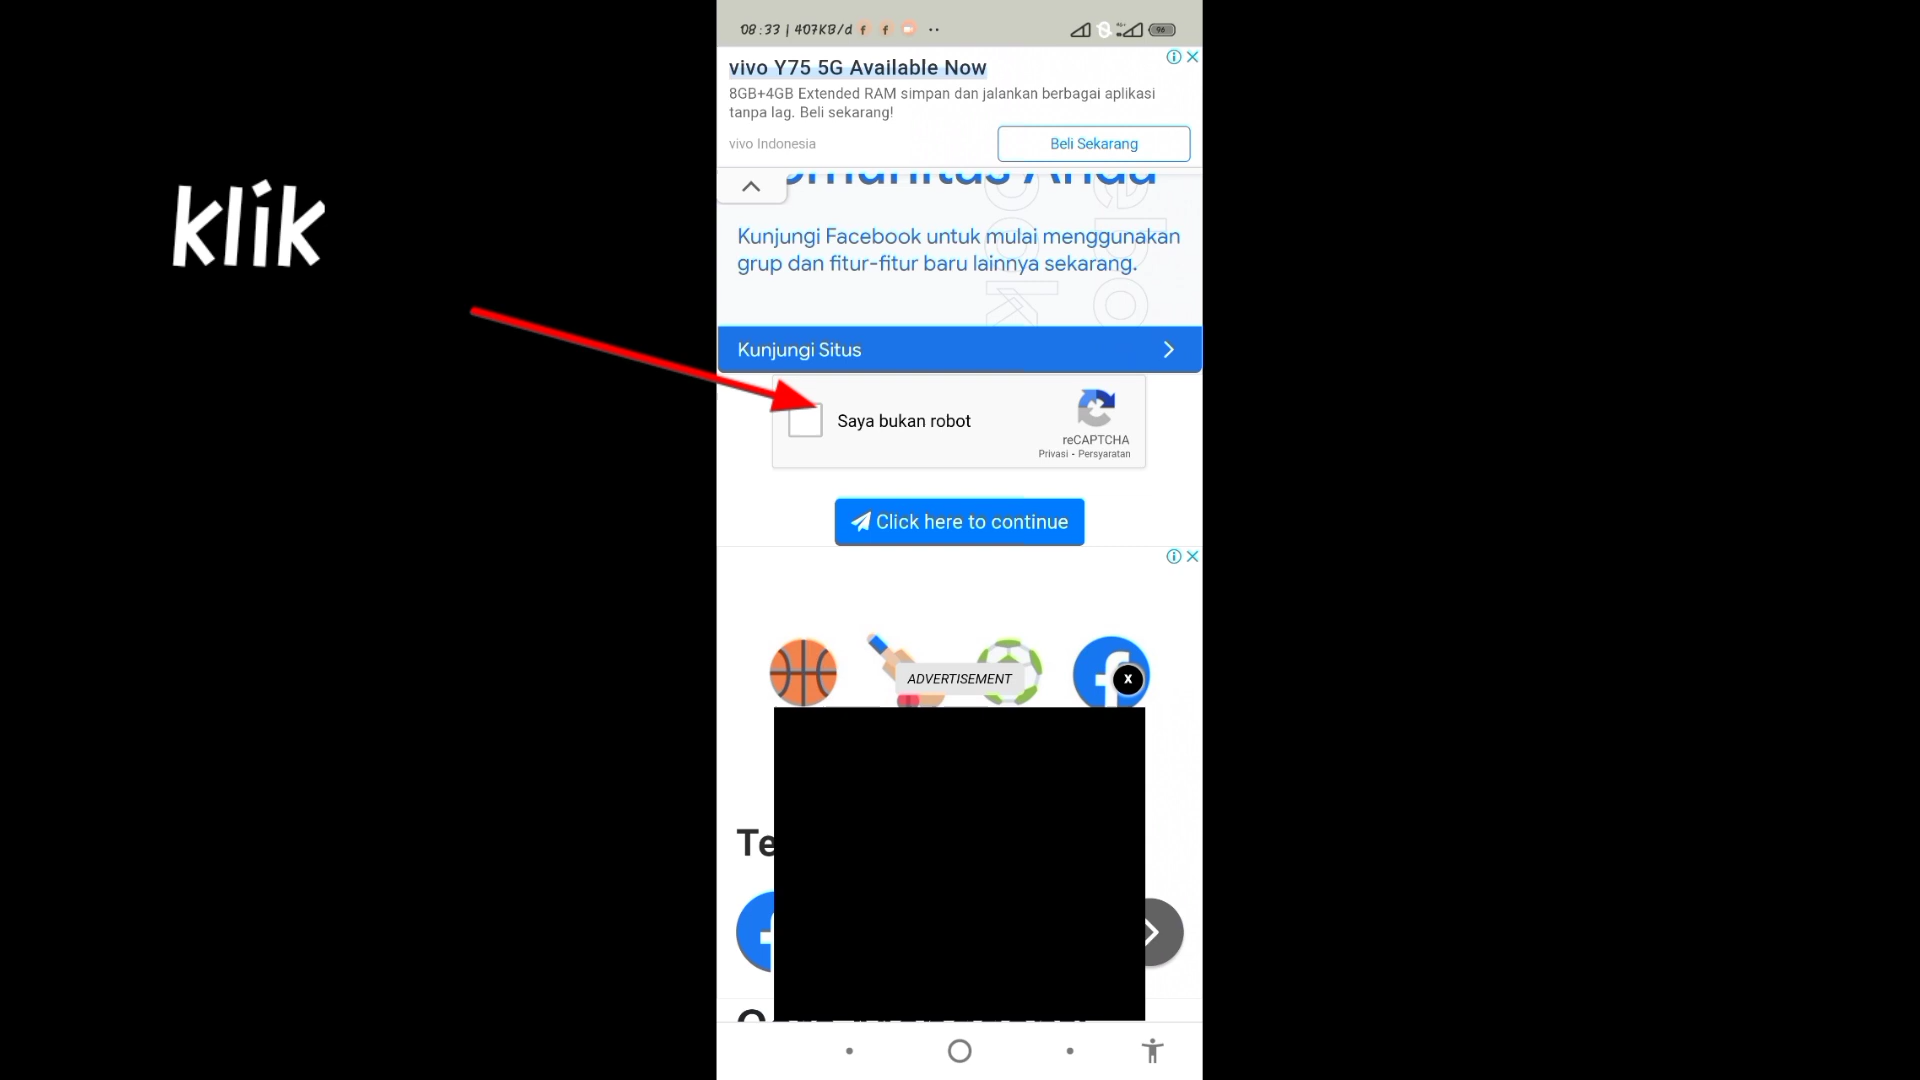 08:33 | 407KB/d
96
vivo Y75 5G Available Now
8GB+4GB Extended RAM simpan dan jalankan berbagai aplikasi
tanpa lag. Beli sekarang!
vivo Indonesia
Beli Sekarang
klik
Anda
Kunjungi Facebook untuk mulai menggunakan
grup dan fitur-fitur baru lainnya sekarang.
Kunjungi Situs
Saya bukan robot
reCAPTCHA
Privasi - Persyaratan
Click here to continue
ADVERTISEMENT
X
Te